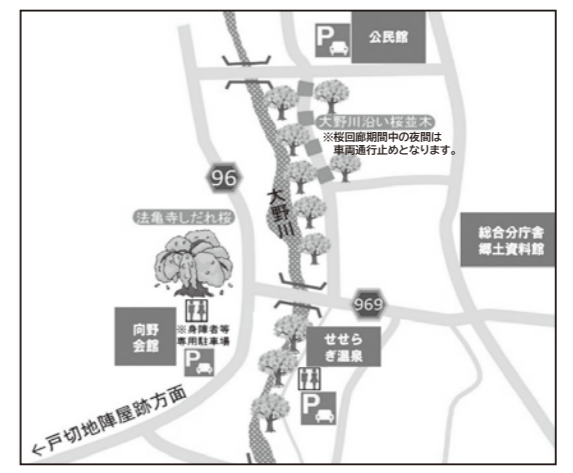 P
公民館
大野川沿い桜並木
※桜回廊期間中の夜間は
車両通行止めとなります。
96
大野川
法亀寺しだれ桜
総合分庁舎
郷土資料館
969
向野
会館
※身障者等
専用駐車場
P
せせら
ぎ温泉
P
←戸切地陣屋跡方面